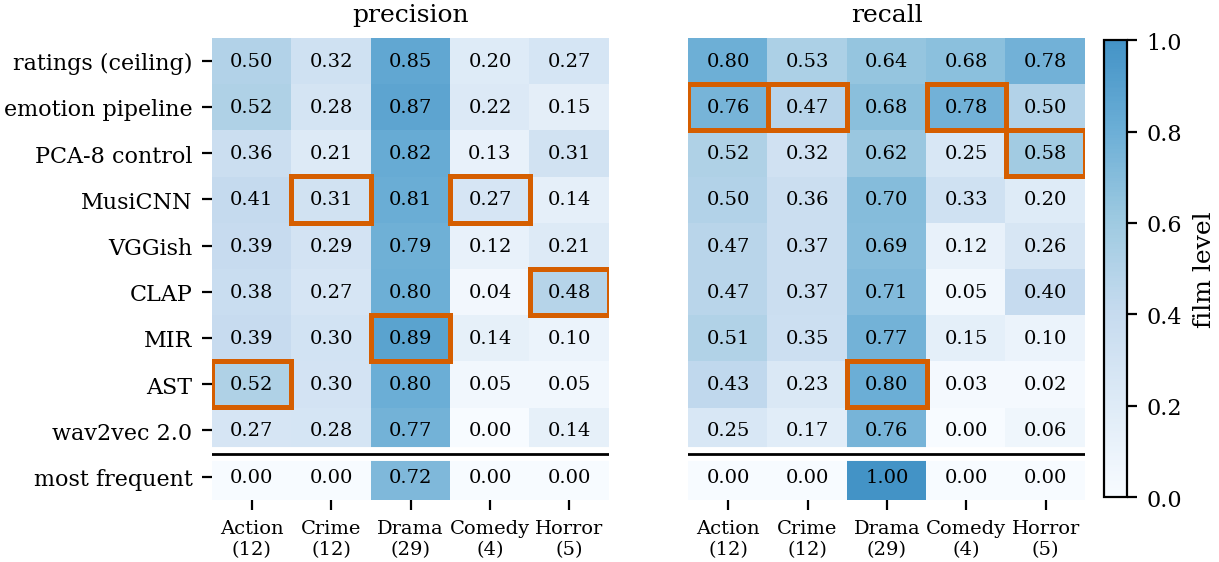 precision recall
ratings (ceiling) 0.50 0.32 0.85 0.20 0.27 0.80 0.53 0.64 0.68 0.78 1.0
emotion pipeline 0.52 0.28 0.87 0.22 0.15 0.76 0.47 0.68 0.78 0.50
0.8
PCA-8 control 0.36 0.21 0.82 0.13 0.31 0.52 0.32 0.62 0.25 0.58
MusiCNN 0.41 0.31 0.81 0.27 0.14 0.50 0.36 0.70 0.33 0.20
0.6
VGGish 0.39 0.29 0.79 0.12 0.21 0.47 0.37 0.69 0.12 0.26
film level
CLAP 0.38 0.27 0.80 0.04 0.48 0.47 0.37 0.71 0.05 0.40
0.4
MIR 0.39 0.30 0.89 0.14 0.10 0.51 0.35 0.77 0.15 0.10
AST 0.52 0.30 0.80 0.05 0.05 0.43 0.23 0.80 0.03 0.02
0.2
wav2vec 2.0 0.27 0.28 0.77 0.00 0.14 0.25 0.17 0.76 0.00 0.06
most frequent 0.00 0.00 0.72 0.00 0.00 0.00 0.00 1.00 0.00 0.00
0.0
Action Crime Drama Comedy Horror Action Crime Drama Comedy Horror
(12) (12) (29) (4) (5) (12) (12) (29) (4) (5)